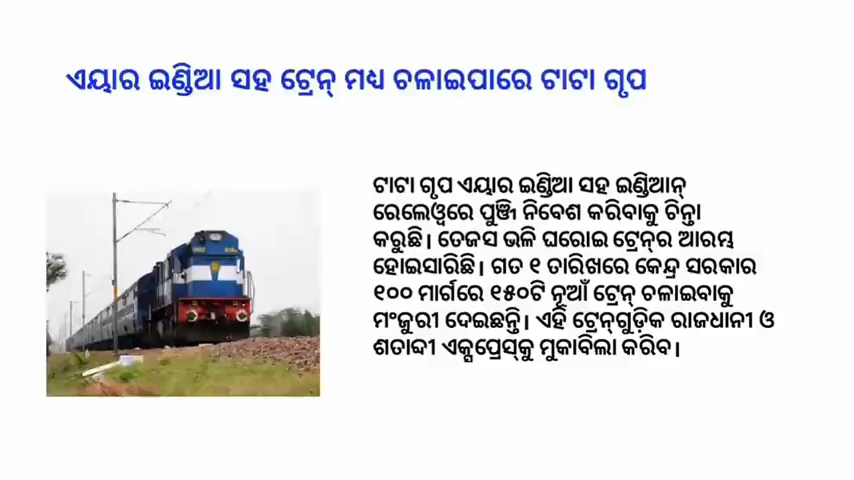 ଏୟାର ଇଣ୍ଡିଆ ସହ ଟ୍ରେନ୍ ମଧ୍ୟ ଚଳାଇପାରେ ଟାଟା ଗୃପ
ଟାଟା ଗୃପ ଏୟାର ଇଣ୍ଡିଆ ସହ ଇଣ୍ଡିଆନ୍
ରେଲେଓ୍ବରେ ପୁଞ୍ଜି ନିବେଶ କରିବାକୁ ଚିନ୍ତା
କରୁଛି। ତେଜସ ଭଳି ଘରୋଇ ଟ୍ରେନ୍‌ର ଆରମ୍ଭ
ହୋଇସାରିଛି। ଗତ ୧ ତାରିଖରେ କେନ୍ଦ୍ର ସରକାର
୧୦୦ ମାର୍ଗରେ ୧୫୦ଟି ନୂଆଁ ଟ୍ରେନ୍ ଚଳାଇବାକୁ
ମଂଜୁରୀ ଦେଇଛନ୍ତି। ଏହି ଟ୍ରେନ୍‌ଗୁଡ଼ିକ ରାଜଧାନୀ ଓ
ଶତାବ୍ଦୀ ଏକ୍ସପ୍ରେସ୍‌କୁ ମୁକାବିଲା କରିବ।